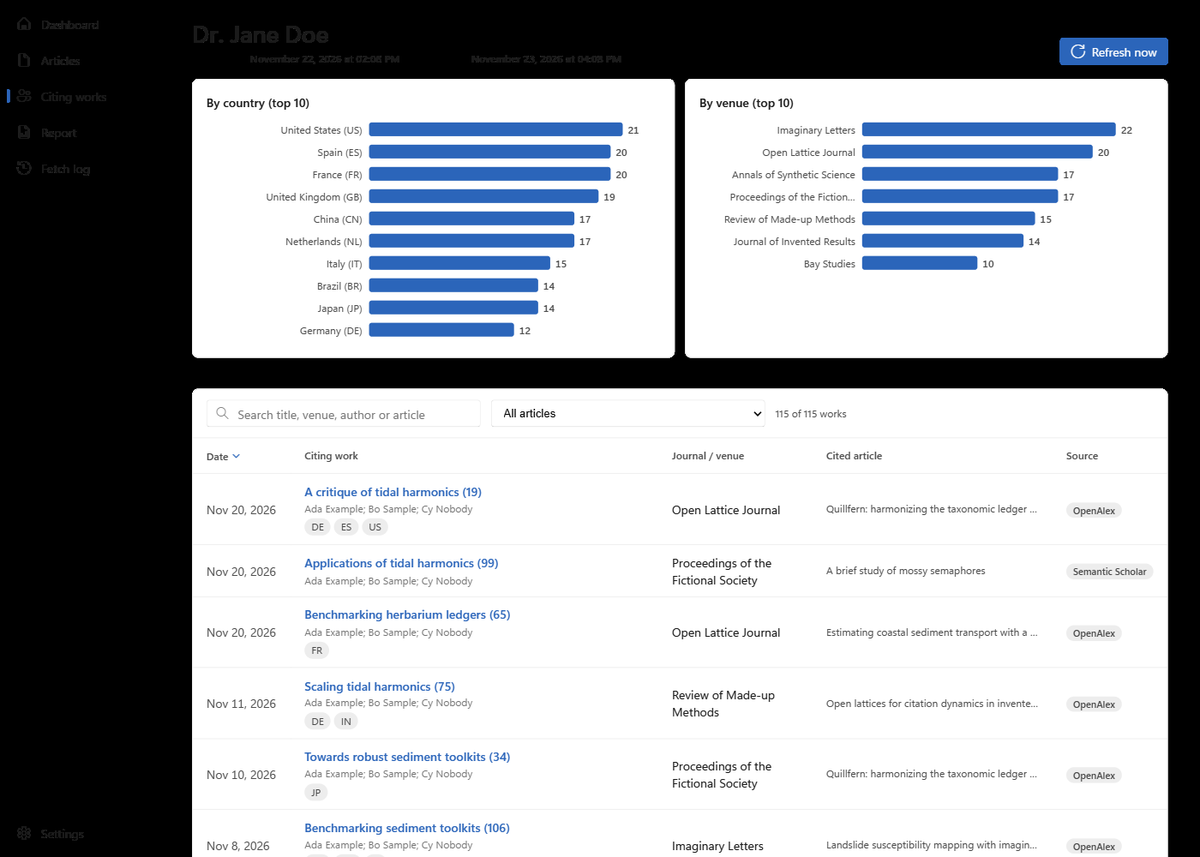 Dashboard
Articles
Citing works
Report
Fetch log
Settings
Dr. Jane Doe
November 22, 2026 at 02:08 PM
November 23, 2026 at 04:08 PM
Refresh now
By country (top 10)
United States (US) 21
Spain (ES) 20
France (FR) 20
United Kingdom (GB) 19
China (CN) 17
Netherlands (NL) 17
Italy (IT) 15
Brazil (BR) 14
Japan (JP) 14
Germany (DE) 12
By venue (top 10)
Imaginary Letters 22
Open Lattice Journal 20
Annals of Synthetic Science 17
Proceedings of the Fiction... 17
Review of Made-up Methods 15
Journal of Invented Results 14
Bay Studies 10
Search title, venue, author or article
All articles
115 of 115 works
Date Citing work Journal / venue Cited article Source
Nov 20, 2026
A critique of tidal harmonics (19)
Ada Example; Bo Sample; Cy Nobody
DE ES US
Open Lattice Journal
Quillfern: harmonizing the taxonomic ledger ...
OpenAlex
Nov 20, 2026
Applications of tidal harmonics (99)
Ada Example; Bo Sample; Cy Nobody
Proceedings of the
Fictional Society
A brief study of mossy semaphores
Semantic Scholar
Nov 20, 2026
Benchmarking herbarium ledgers (65)
Ada Example; Bo Sample; Cy Nobody
FR
Open Lattice Journal
Estimating coastal sediment transport with a ...
OpenAlex
Nov 11, 2026
Scaling tidal harmonics (75)
Ada Example; Bo Sample; Cy Nobody
DE IN
Review of Made-up
Methods
Open lattices for citation dynamics in invente...
OpenAlex
Nov 10, 2026
Towards robust sediment toolkits (34)
Ada Example; Bo Sample; Cy Nobody
JP
Proceedings of the
Fictional Society
Quillfern: harmonizing the taxonomic ledger ...
OpenAlex
Nov 8, 2026
Benchmarking sediment toolkits (106)
Ada Example; Bo Sample; Cy Nobody
Imaginary Letters
Landslide susceptibility mapping with imagin...
OpenAlex